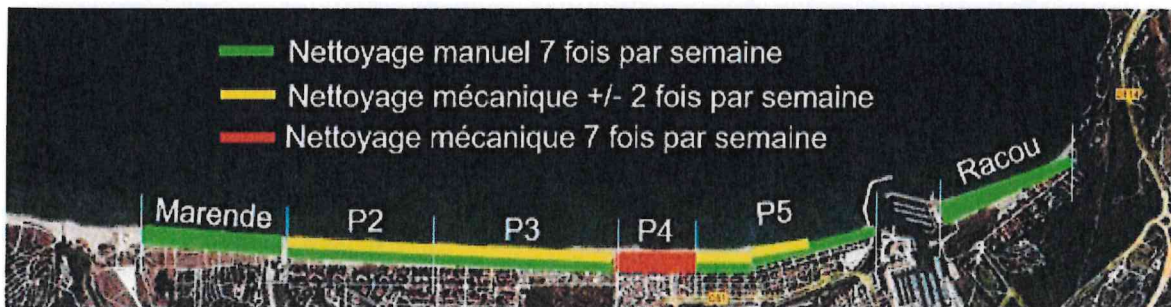 Nettoyage manuel 7 fois par semaine
Nettoyage mécanique +/- 2 fois par semaine
Nettoyage mécanique 7 fois par semaine
Racou
Marende
P2
P3
P4
P5